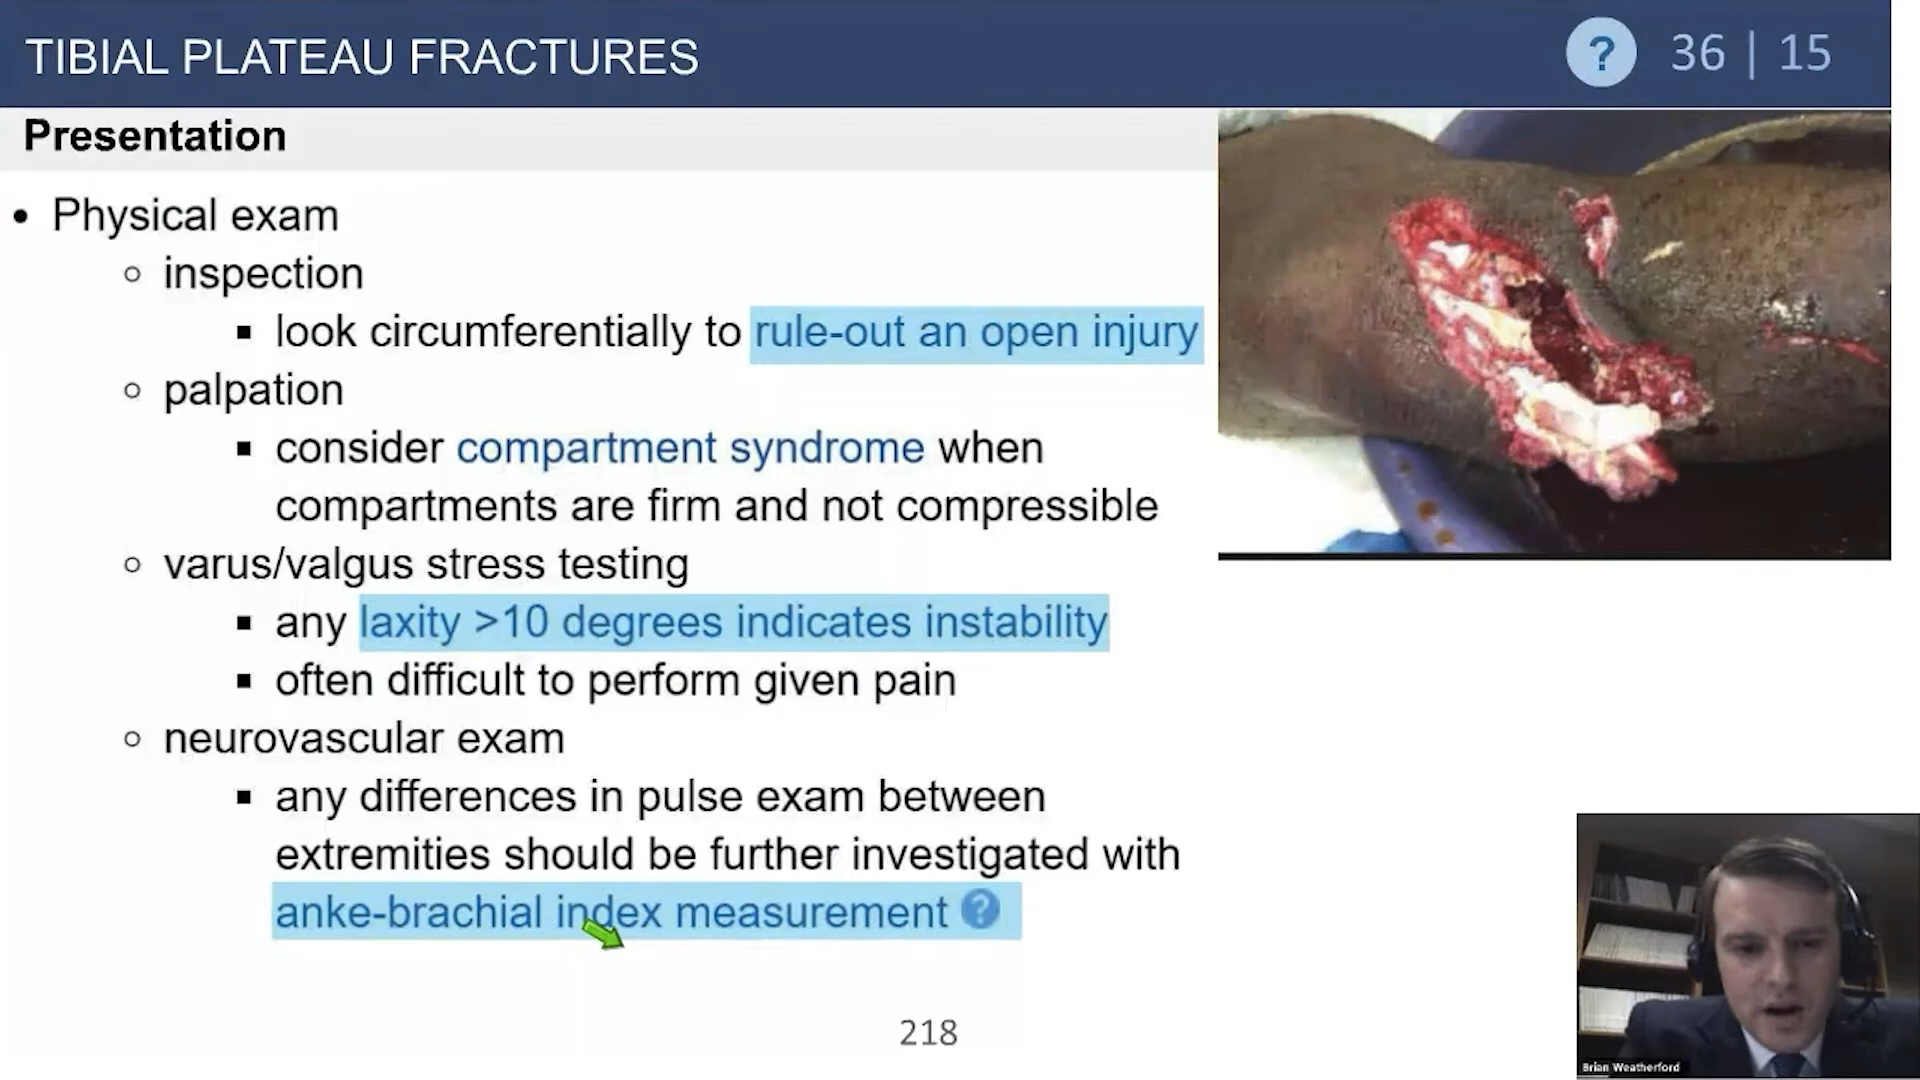 TIBIAL PLATEAU FRACTURES
? 36 | 15
Presentation
• Physical exam
○ inspection
▪ look circumferentially to rule-out an open injury
○ palpation
▪ consider compartment syndrome when
compartments are firm and not compressible
○ varus/valgus stress testing
▪ any laxity >10 degrees indicates instability
▪ often difficult to perform given pain
○ neurovascular exam
▪ any differences in pulse exam between
extremities should be further investigated with
anke-brachial index measurement ?
218
Brian Weatherford